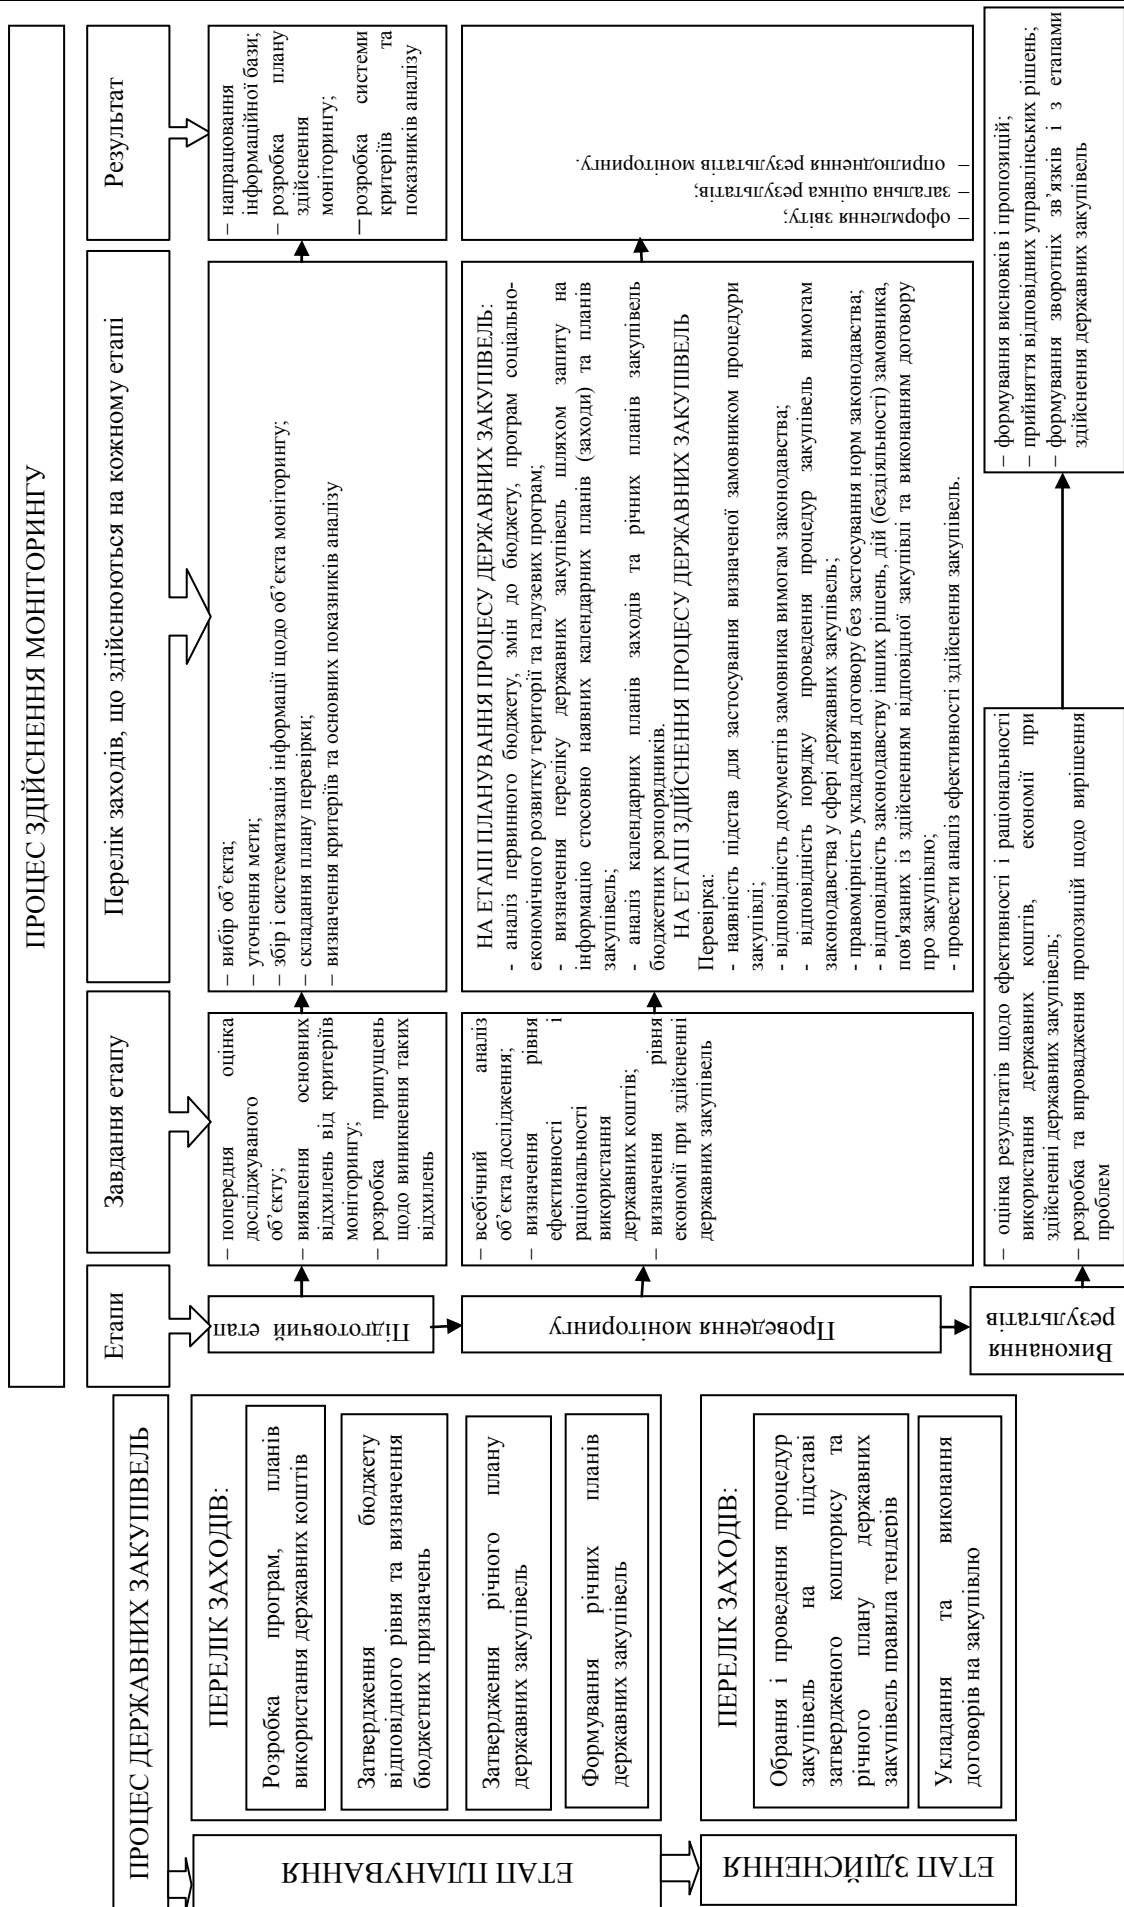 ПРОЦЕС ДЕРЖАВНИХ ЗАКУПІВЕЛЬ
ЕТАП ПЛАНУВАННЯ
ПЕРЕЛІК ЗАХОДІВ:
Розробка програм, планів
використання державних коштів
Затвердження бюджету
відповідного рівня та визначення
бюджетних призначень
Затвердження річного плану
державних закупівель
Формування річних планів
державних закупівель
ЕТАП ЗДІЙСНЕННЯ
ПЕРЕЛІК ЗАХОДІВ:
Обрання і проведення процедур
закупівель на підставі
затвердженого кошторису та
річного плану державних
закупівель правила тендерів
Укладання та виконання
договорів на закупівлю
ПРОЦЕС ЗДІЙСНЕННЯ МОНІТОРИНГУ
Етапи
Завдання етапу
Перелік заходів, що здійснюються на кожному етапі
Результат
Підготовчий етап
– попередня оцінка
досліджуваного
об’єкту;
– виявлення основних
відхилень від критеріїв
моніторингу;
– розробка припущень
щодо виникнення таких
відхилень
– вибір об’єкта;
– уточнення мети;
– збір і систематизація інформації щодо об’єкта моніторингу;
– складання плану перевірки;
– визначення критеріїв та основних показників аналізу
– напрацювання
інформаційної бази;
– розробка плану
здійснення
моніторингу;
—розробка системи
критеріїв та
показників аналізу
Проведення моніторингу
– всебічний аналіз
об’єкта дослідження;
– визначення рівня
ефективності і
раціональності
використання
державних коштів;
– визначення рівня
економії при здійсненні
державних закупівель
НА ЕТАПІ ПЛАНУВАННЯ ПРОЦЕСУ ДЕРЖАВНИХ ЗАКУПІВЕЛЬ:
- аналіз первинного бюджету, змін до бюджету, програм соціально-
економічного розвитку території та галузевих програм;
- визначення переліку державних закупівель шляхом запиту на
інформацію стосовно наявних календарних планів (заходи) та планів
закупівель;
- аналіз календарних планів заходів та річних планів закупівель
бюджетних розпорядників.
НА ЕТАПІ ЗДІЙСНЕННЯ ПРОЦЕСУ ДЕРЖАВНИХ ЗАКУПІВЕЛЬ
Перевірка:
- наявність підстав для застосування визначеної замовником процедури
закупівлі;
- відповідність документів замовника вимогам законодавства;
- відповідність порядку проведення процедур закупівель вимогам
законодавства у сфері державних закупівель;
- правомірність укладення договору без застосування норм законодавства;
- відповідність законодавству інших рішень, дій (бездіяльності) замовника,
пов'язаних із здійсненням відповідної закупівлі та виконанням договору
про закупівлю;
- провести аналіз ефективності здійснення закупівель.
– оформлення звіту;
– загальна оцінка результатів;
– оприлюднення результатів моніторингу.
Виконання
результатів
– оцінка результатів щодо ефективності і раціональності
використання державних коштів, економії при
здійсненні державних закупівель;
– розробка та впровадження пропозицій щодо вирішення
проблем
– формування висновків і пропозицій;
– прийняття відповідних управлінських рішень;
– формування зворотніх зв’язків і з етапами
здійснення державних закупівель